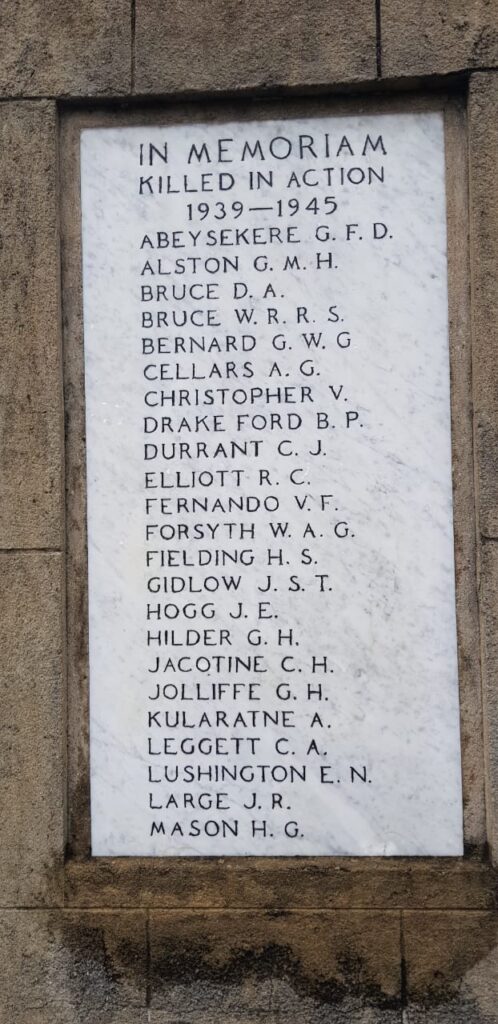 IN MEMORIAM
KILLED IN ACTION
1939—1945
ABEYSEKERE G. F. D.
ALSTON G. M. H.
BRUCE D. A.
BRUCE W. R. R. S.
BERNARD G. W. G
CELLARS A. G.
CHRISTOPHER V.
DRAKE FORD B. P.
DURRANT C. J.
ELLIOTT R. C.
FERNANDO V. F.
FORSYTH W. A. G.
FIELDING H. S.
GIDLOW J. S. T.
HOGG J. E.
HILDER G. H.
JACOTINE C. H.
JOLLIFFE G. H.
KULARATNE A.
LEGGETT C. A.
LUSHINGTON E. N.
LARGE J. R.
MASON H. G.